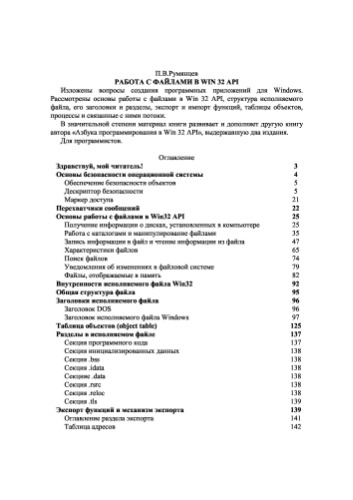 П.В.Румянцев
РАБОТА С ФАЙЛАМИ В WIN 32 API
Изложены вопросы создания программных приложений для Windows.
Рассмотрены основы работы с файлами в Win 32 API, структура исполняемого
файла, его заголовки и разделы, экспорт и импорт функций, таблицы объектов,
процессы и связанные с ними потоки.
В значительной степени материал книги развивает и дополняет другую книгу
автора «Азбука программирования в Win 32 API», выдержанную два издания.
Для программистов.
Оглавление
Здравствуй, мой читатель! 3
Основы безопасности операционной системы 4
Обеспечение безопасности объектов 5
Дескриптор безопасности 5
Маркер доступа 21
Перехватчики сообщений 22
Основы работы с файлами в Win32 API 25
Получение информации о дисках, установленных в компьютере 25
Работа с каталогами и манипулирование файлами 35
Запись информации в файл и чтение информации из файла 47
Характеристики файлов 65
Поиск файлов 74
Уведомления об изменениях в файловой системе 79
Файлы, отображаемые в память 82
Внутренности исполняемого файла Win32 92
Общая структура файла 95
Заголовки исполняемого файла 96
Заголовок DOS 96
Заголовок исполняемого файла Windows 97
Таблица объектов (object table) 125
Разделы в исполняемом файле 137
Секция программного кода 137
Секция инициализированных данных 138
Секция .bss 138
Секция .idata 138
Секцияе .data 138
Секция .rsrc 138
Секция .reloc 138
Секция .tls 139
Экспорт функций и механизм экспорта 139
Оглавление раздела экспорта 141
Таблица адресов 142